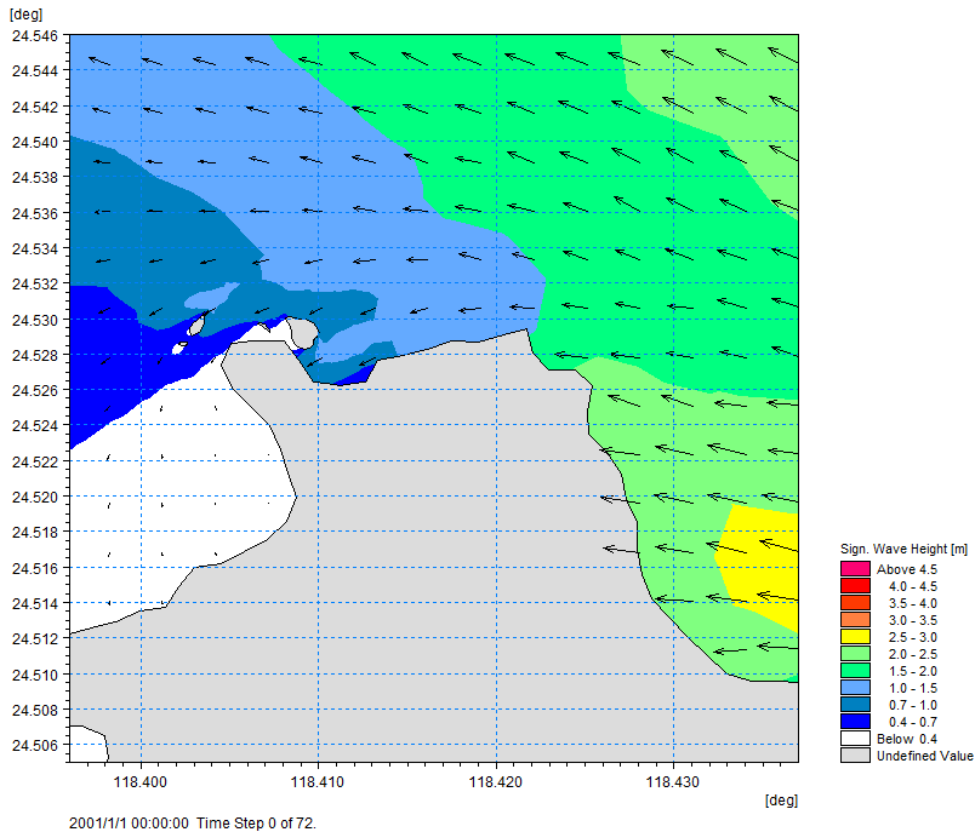 [deg]
24.546
24.544
24.542
24.540
24.538
24.536
24.534
24.532
24.530
24.528
24.526
24.524
24.522
24.520
24.518
24.516
24.514
24.512
24.510
24.508
24.506
118.400 118.410 118.420 118.430
[deg]
Sign. Wave Height [m]
Above 4.5
4.0 - 4.5
3.5 - 4.0
3.0 - 3.5
2.5 - 3.0
2.0 - 2.5
1.5 - 2.0
1.0 - 1.5
0.7 - 1.0
0.4 - 0.7
Below 0.4
Undefined Value
2001/1/1 00:00:00 Time Step 0 of 72.